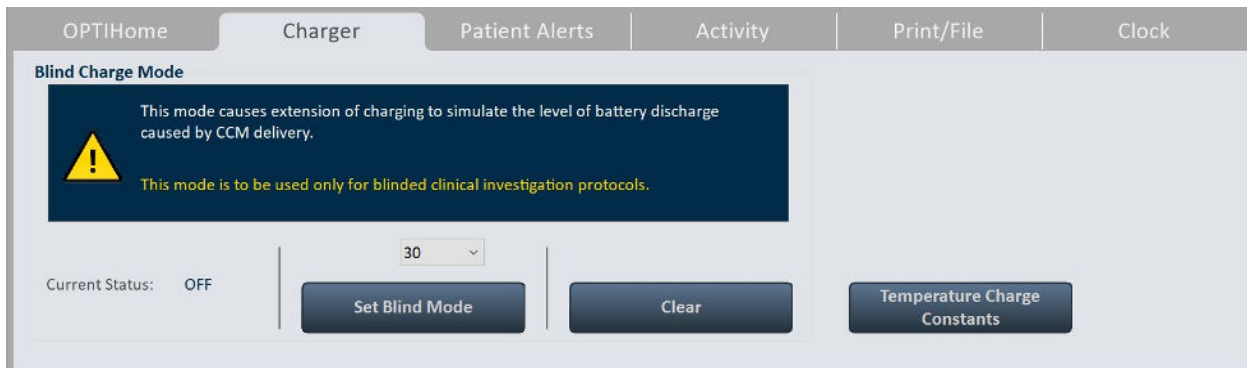 OPTIHome Charger Patient Alerts Activity Print/File Clock
Blind Charge Mode
This mode causes extension of charging to simulate the level of battery discharge
caused by CCM delivery.
This mode is to be used only for blinded clinical investigation protocols.
30
Current Status: OFF
Set Blind Mode
Clear
Temperature Charge
Constants